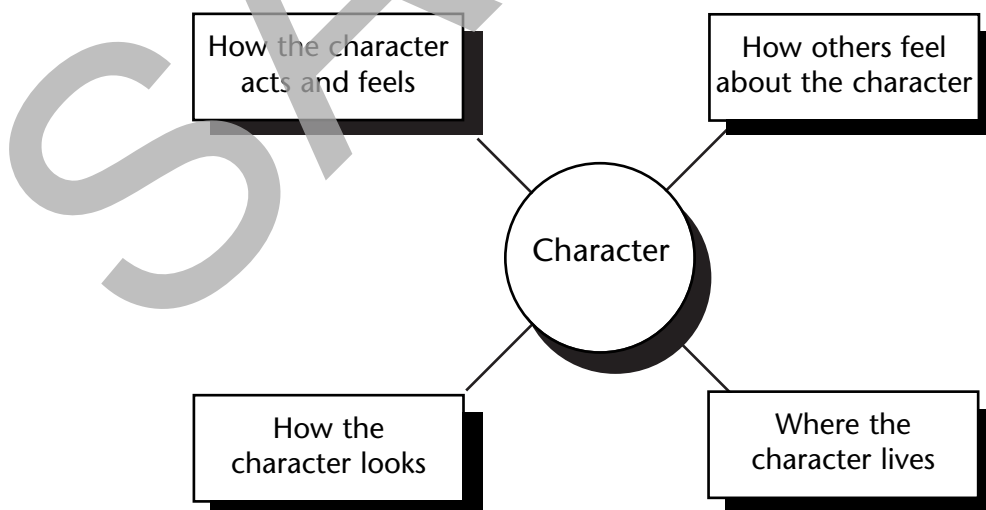 How the character
acts and feels
How others feel
about the character
Character
How the
character looks
Where the
character lives
SA